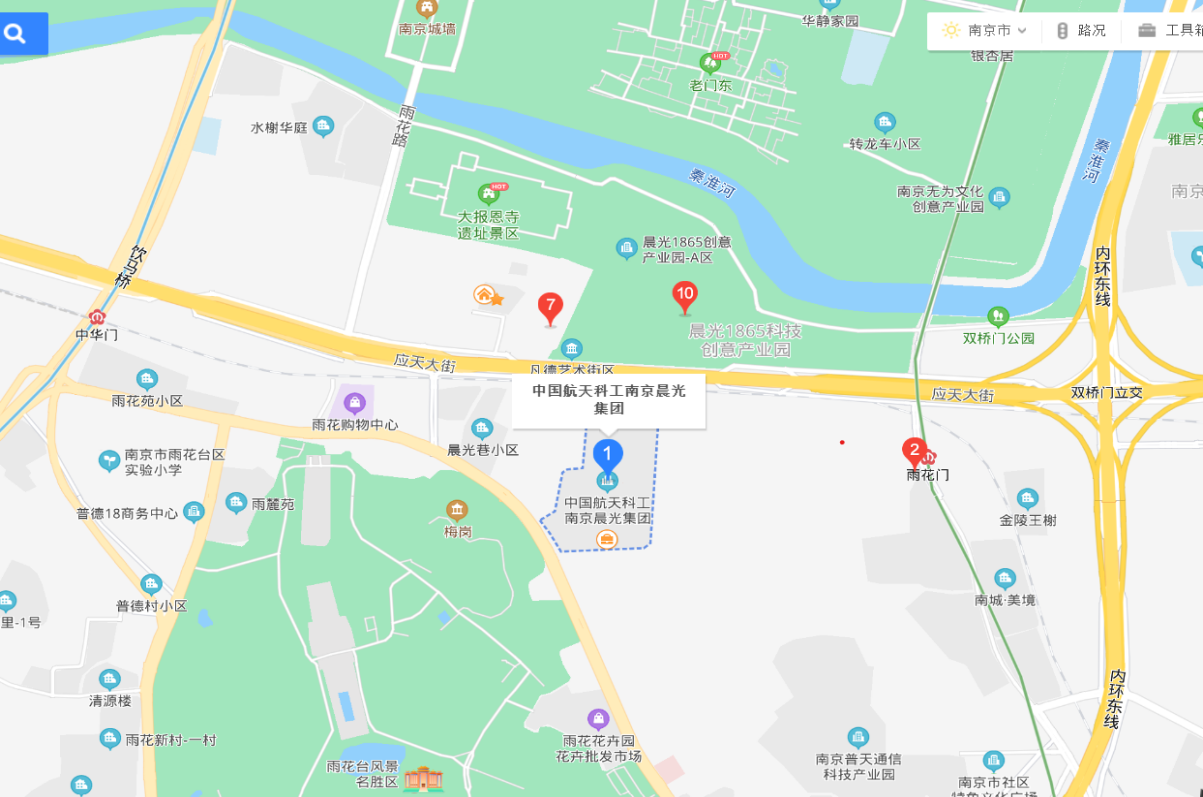 南京城墙
华静家园
南京市
路况
工具箱
HOT
老门东
银杏居
雨花路
水榭华庭
转龙车小区
秦淮河
雅居乐
秦淮河
HOT
大报恩寺
遗址景区
南京无为文化
创意产业园
南京
晨光1865创意
产业园-A区
饮马桥
内环东线
7
10
中华门
晨光1865科技
创意产业园
双桥门公园
应天大街
凡德艺术街区
中国航天科工南京晨光
集团
应天大街
双桥门立交
雨花苑小区
雨花购物中心
晨光巷小区
1
2
南京市雨花台区
实验小学
雨花门
普德18商务中心
雨麓苑
中国航天科工
南京晨光集团
梅岗
金陵王榭
普德村小区
南城·美境
里-1号
清源楼
内环东线
雨花新村-一村
雨花花卉园
花卉批发市场
雨花台风景
名胜区
南京普天通信
科技产业园
南京市社区